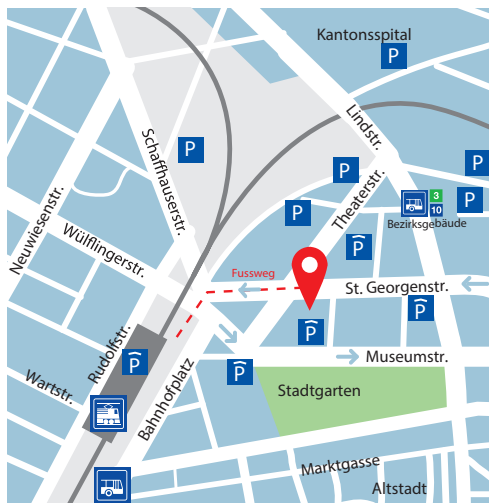 Kantonsspital
P
Lindstr.
P
Schaffhauserstr.
P
P
P
Theaterstr.
3
10
P
Bezirksgebäude
P
Neuwiesenstr.
Wülflingerstr.
P
Fussweg
St. Georgenstr.
P
P
Rudolfstr.
P
P
Museumstr.
Bahnhofplatz
Wartstr.
Stadtgarten
Marktgasse
Altstadt